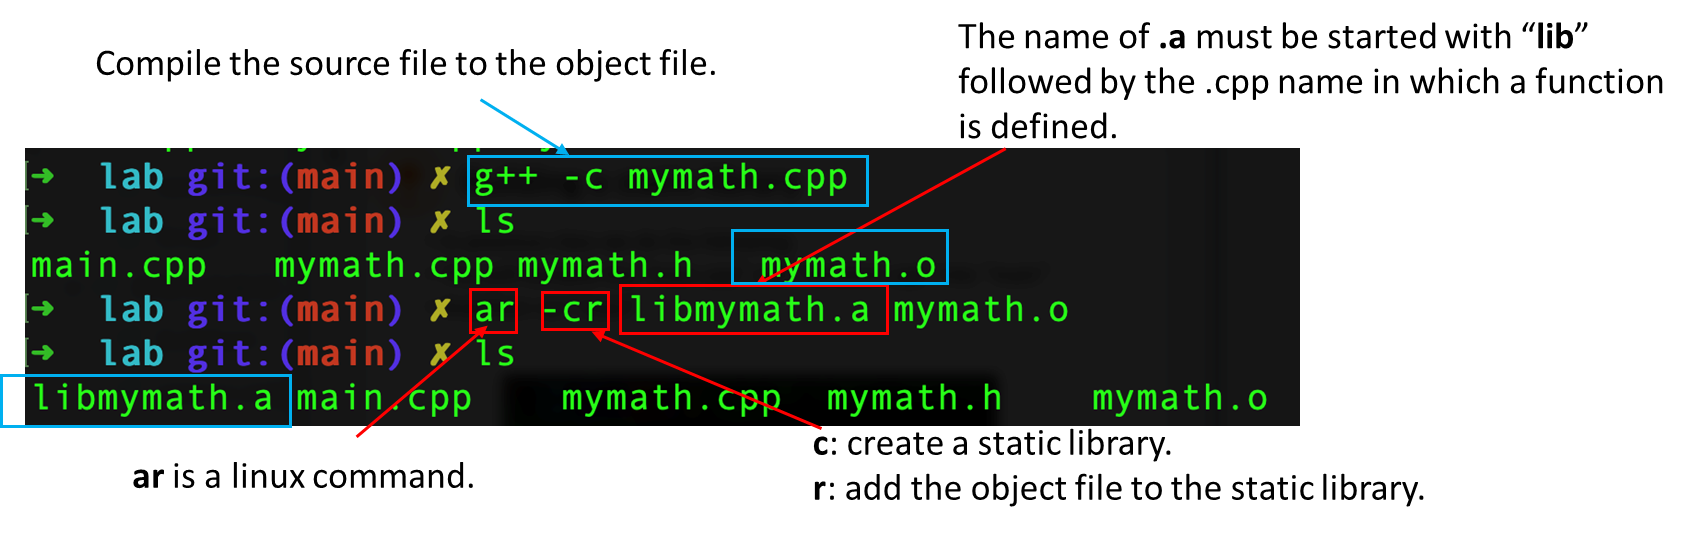 The name of .a must be started with “lib”
followed by the .cpp name in which a function
is defined.
Compile the source file to the object file.
➜ lab git:(main) ✗ g++ -c mymath.cpp
➜ lab git:(main) ✗ ls
main.cpp mymath.cpp mymath.h mymath.o
➜ lab git:(main) ✗ ar -cr libmymath.a mymath.o
➜ lab git:(main) ✗ ls
libmymath.a main.cpp mymath.cpp mymath.h mymath.o
ar is a linux command.
c: create a static library.
r: add the object file to the static library.